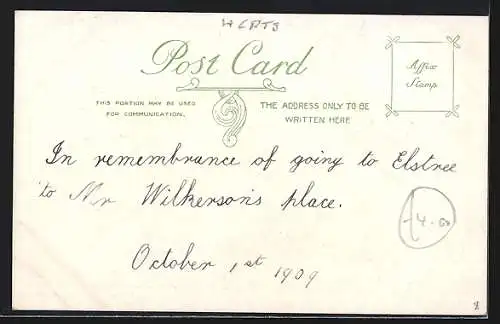 HERTS
Post Card
Affix
Stamp
THIS PORTION MAY BE USED
FOR COMMUNICATION.
THE ADDRESS ONLY TO BE
WRITTEN HERE
In remembrance of going to Elstree
to Mr Wilkerson's place.
£4.00
October 1st 1909